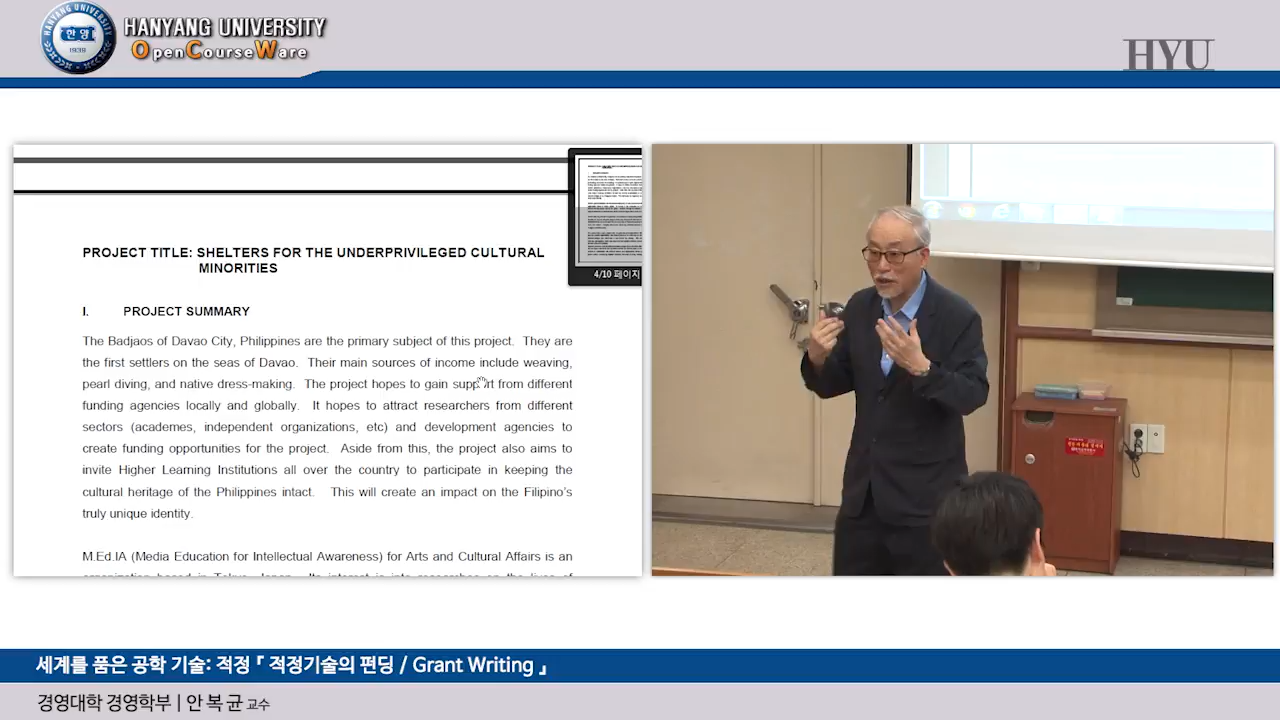 HANYANG UNIVERSITY
OpenCourseWare
한양
1939
HYU
4/10 페이지
PROJECT TITLE: SHELTERS FOR THE UNDERPRIVILEGED CULTURAL
MINORITIES
I. PROJECT SUMMARY
The Badjaos of Davao City, Philippines are the primary subject of this project. They are
the first settlers on the seas of Davao. Their main sources of income include weaving,
pearl diving, and native dress-making. The project hopes to gain support from different
funding agencies locally and globally. It hopes to attract researchers from different
sectors (academes, independent organizations, etc) and development agencies to
create funding opportunities for the project. Aside from this, the project also aims to
invite Higher Learning Institutions all over the country to participate in keeping the
cultural heritage of the Philippines intact. This will create an impact on the Filipino's
truly unique identity.
M.Ed.IA (Media Education for Intellectual Awareness) for Arts and Cultural Affairs is an
세계를 품은 공학 기술: 적정 「 적정기술의 펀딩 / Grant Writing 」
경영대학 경영학부 | 안 복 균 교수